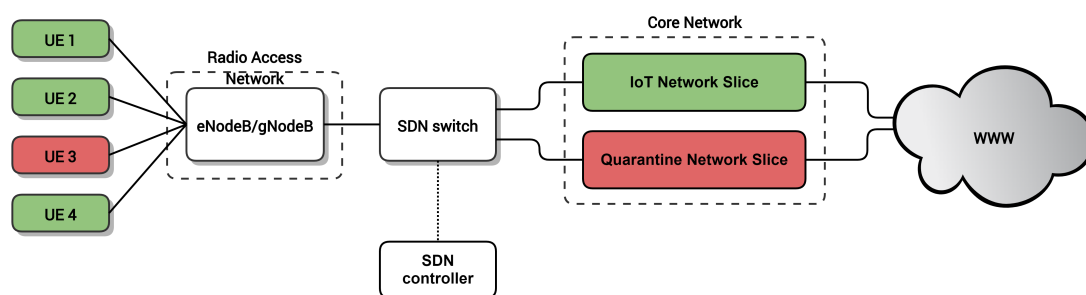 UE 1
UE 2
UE 3
UE 4
Radio Access
Network
eNodeB/gNodeB
SDN switch
SDN
controller
Core Network
IoT Network Slice
Quarantine Network Slice
WWW